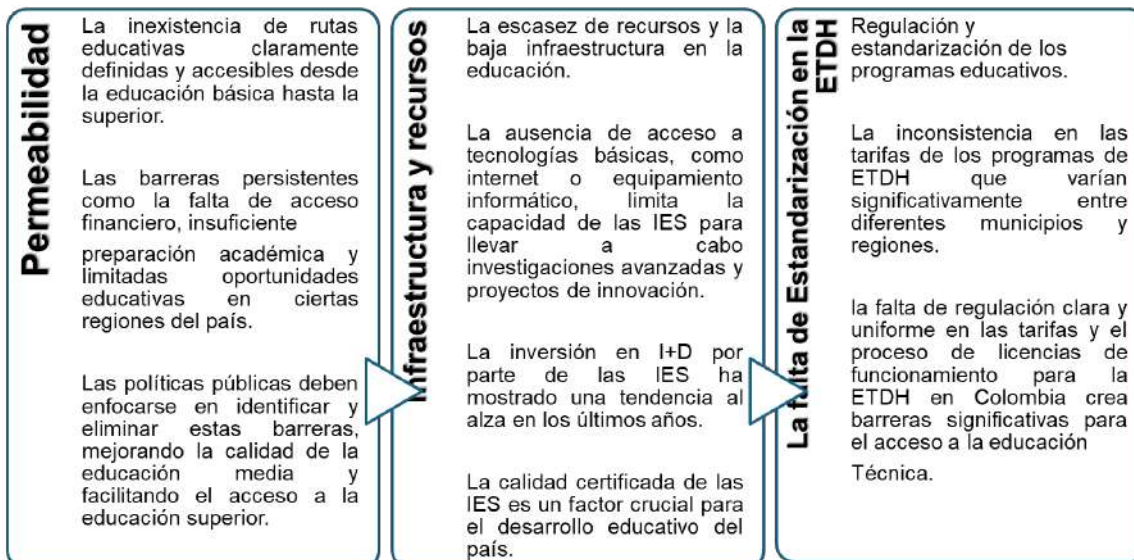 Permeabilidad
La inexistencia de rutas
educativas claramente
definidas y accesibles desde
la educación básica hasta la
superior.
Las barreras persistentes
como la falta de acceso
financiero, insuficiente
preparación académica y
limitadas oportunidades
educativas en ciertas
regiones del país.
Las políticas públicas deben
enfocarse en identificar y
eliminar estas barreras,
mejorando la calidad de la
educación media y
facilitando el acceso a la
educación superior.
Infraestructura y recursos
La escasez de recursos y la
baja infraestructura en la
educación.
La ausencia de acceso a
tecnologías básicas, como
internet o equipamiento
informático, limita la
capacidad de las IES para
llevar a cabo
investigaciones avanzadas y
proyectos de innovación.
La inversión en I+D por
parte de las IES ha
mostrado una tendencia al
alza en los últimos años.
La calidad certificada de las
IES es un factor crucial para
el desarrollo educativo del
país.
La falta de Estandarización en la
ETDH
Regulación y
estandarización de los
programas educativos.
La inconsistencia en las
tarifas de los programas de
ETDH que varían
significativamente entre
diferentes municipios y
regiones.
la falta de regulación clara y
uniforme en las tarifas y el
proceso de licencias de
funcionamiento para la
ETDH en Colombia crea
barreras significativas para
el acceso a la educación
Técnica.